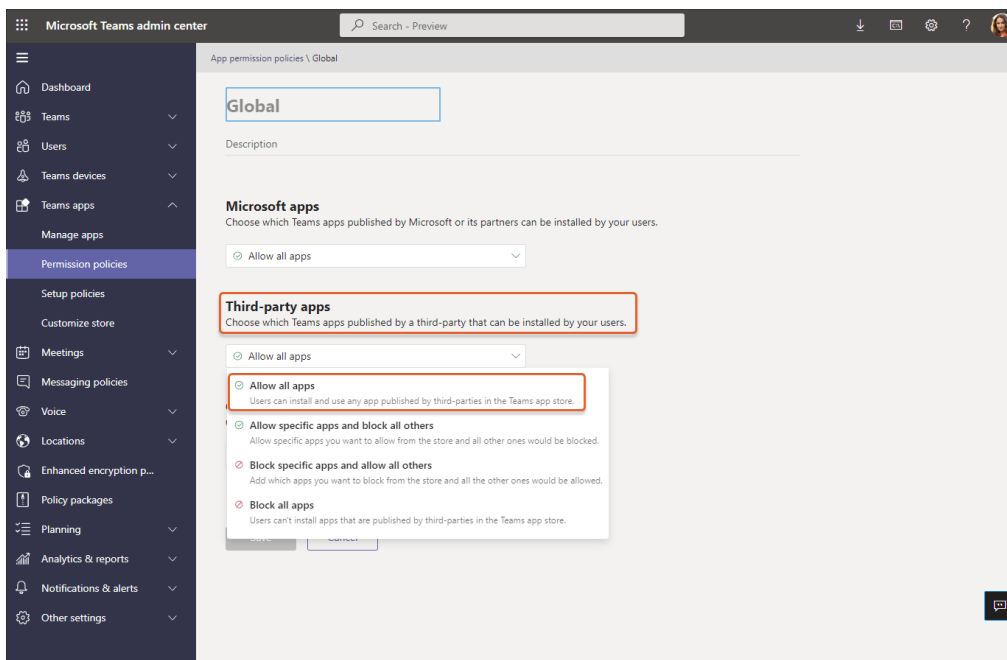 Microsoft Teams admin center
Search - Preview
App permission policies \ Global
Dashboard
Teams
Users
Teams devices
Teams apps
Manage apps
Permission policies
Setup policies
Customize store
Meetings
Messaging policies
Voice
Locations
Enhanced encryption p...
Policy packages
Planning
Analytics & reports
Notifications & alerts
Other settings
Global
Description
Microsoft apps
Choose which Teams apps published by Microsoft or its partners can be installed by your users.
Allow all apps
Third-party apps
Choose which Teams apps published by a third-party that can be installed by your users.
Allow all apps
Allow all apps
Users can install and use any app published by third-parties in the Teams app store.
Allow specific apps and block all others
Allow specific apps you want to allow from the store and all other ones would be blocked.
Block specific apps and allow all others
Add which apps you want to block from the store and all the other ones would be allowed.
Block all apps
Users can't install apps that are published by third-parties in the Teams app store.
Save
Cancel